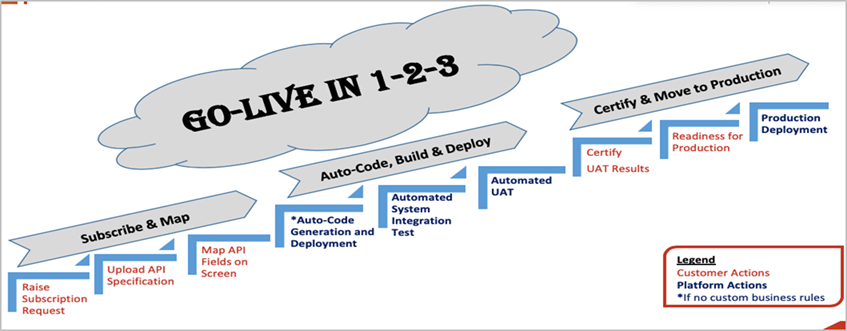 GO-LIVE IN 1-2-3
Subscribe & Map
Raise
Subscription
Request
Upload API
Specification
Map API
Fields on
Screen
Auto-Code, Build & Deploy
*Auto-Code
Generation and
Deployment
Automated
System
Integration
Test
Automated
UAT
Certify & Move to Production
Certify
UAT Results
Readiness for
Production
Production
Deployment
Legend
Customer Actions
Platform Actions
*If no custom business rules